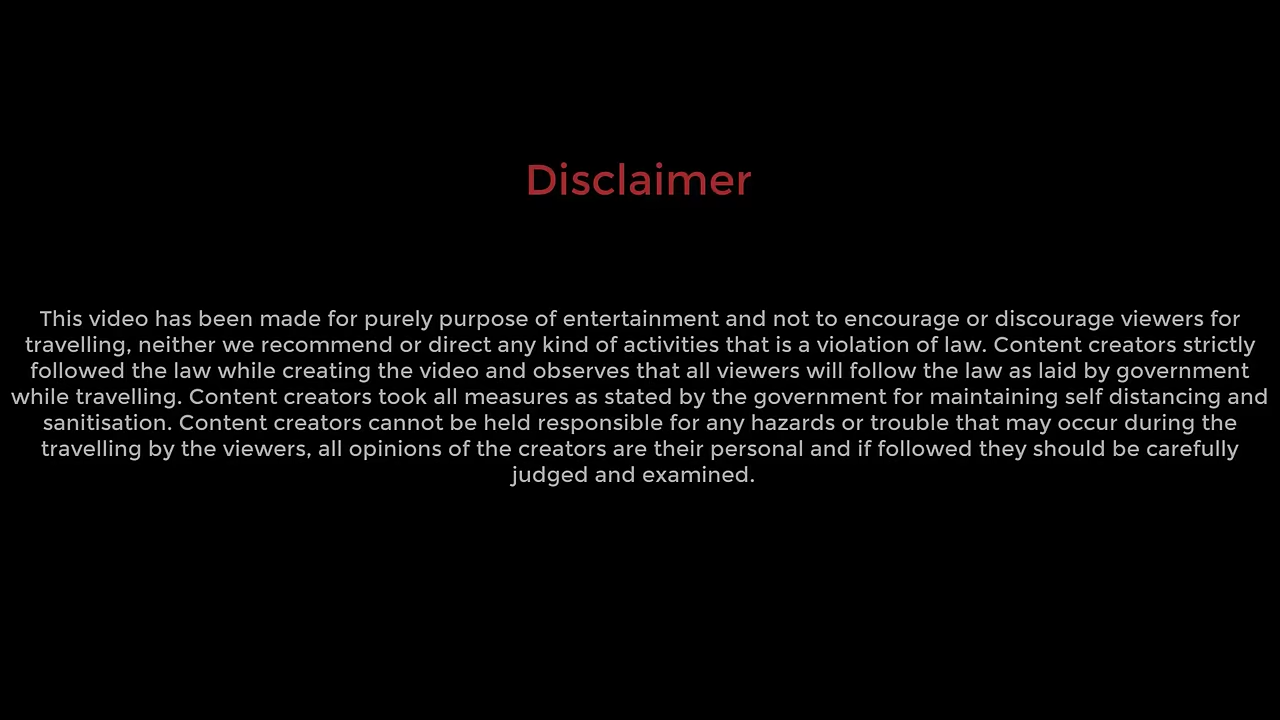 Disclaimer
This video has been made for purely purpose of entertainment and not to encourage or discourage viewers for
travelling, neither we recommend or direct any kind of activities that is a violation of law. Content creators strictly
followed the law while creating the video and observes that all viewers will follow the law as laid by government
while travelling. Content creators took all measures as stated by the government for maintaining self distancing and
sanitisation. Content creators cannot be held responsible for any hazards or trouble that may occur during the
travelling by the viewers, all opinions of the creators are their personal and if followed they should be carefully
judged and examined.